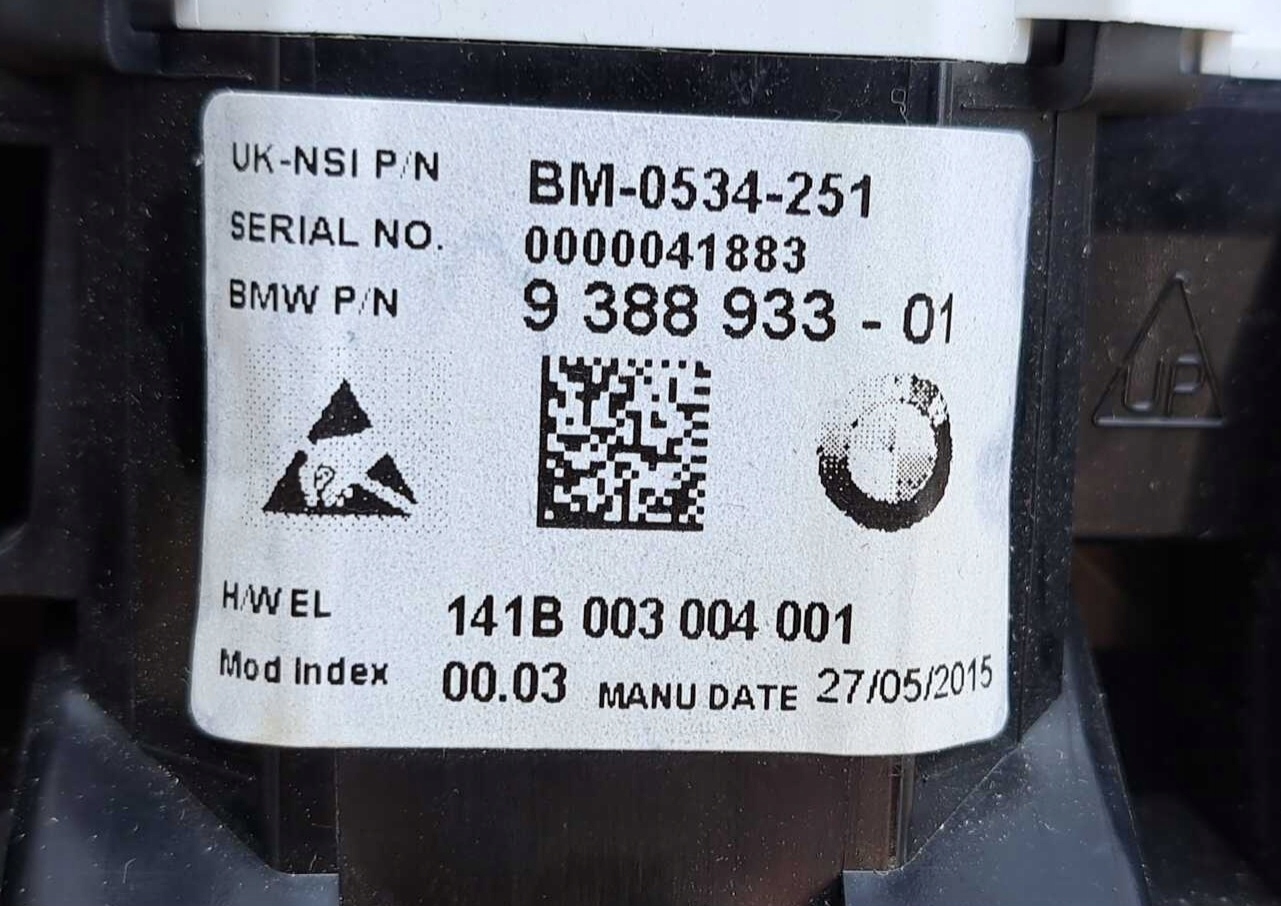 UK-NSI P/N BM-0534-251
SERIAL NO. 0000041883
BMW P/N 9 388 933 - 01
UP
H/W EL 141B 003 004 001
Mod Index 00.03 MANU DATE 27/05/2015